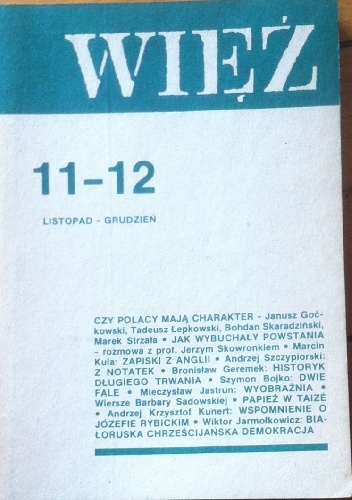 WIĘŹ
11-12
LISTOPAD - GRUDZIEŃ
CZY POLACY MAJĄ CHARAKTER - Janusz Goć-
kowski, Tadeusz Łepkowski, Bohdan Skaradziński,
Marek Strzała • JAK WYBUCHAŁY POWSTANIA
- rozmowa z prof. Jerzym Skowronkiem • Marcin
Kula: ZAPISKI Z ANGLII • Andrzej Szczypiorski:
Z NOTATEK • Bronisław Geremek: HISTORYK
DŁUGIEGO TRWANIA • Szymon Bojko: DWIE
FALE • Mieczysław Jastrun: WYOBRAŹNIA •
Wiersze Barbary Sadowskiej • PAPIEŻ W TAIZÉ
• Andrzej Krzysztof Kunert: WSPOMNIENIE O
JÓZEFIE RYBICKIM • Wiktor Jarmołkowicz: BIA-
ŁORUSKA CHRZEŚCIJAŃSKA DEMOKRACJA